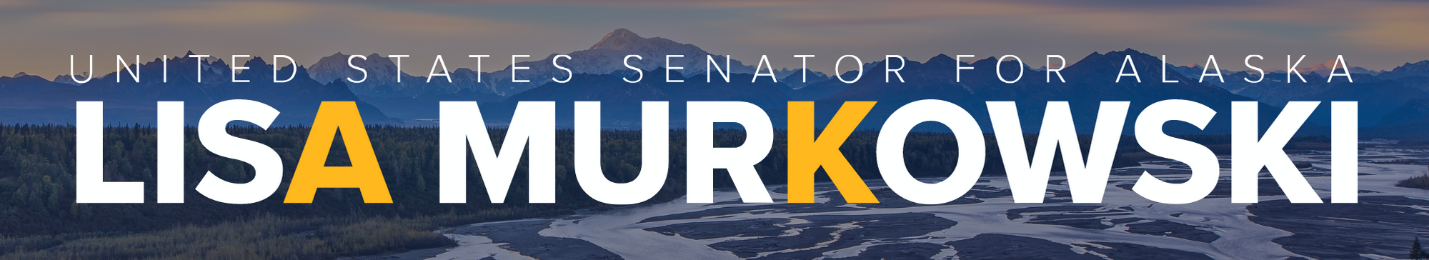 UNITED STATES SENATOR FOR ALASKA
LISA MURKOWSKI